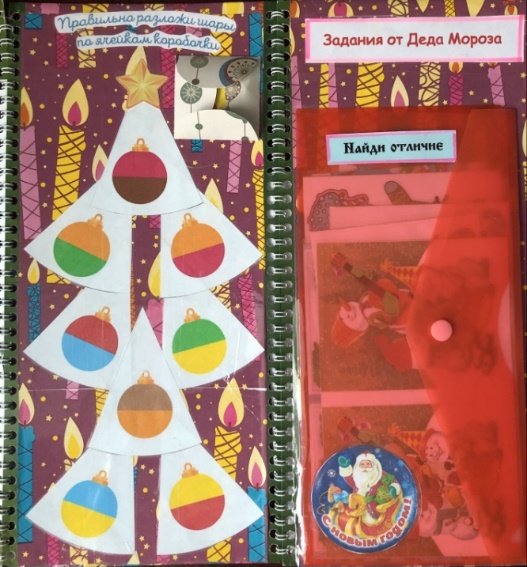 Правильно разложи шары
по ячейкам коробочки
Задания от Деда Мороза
Найди отличие
С НОВЫМ ГОДОМ!